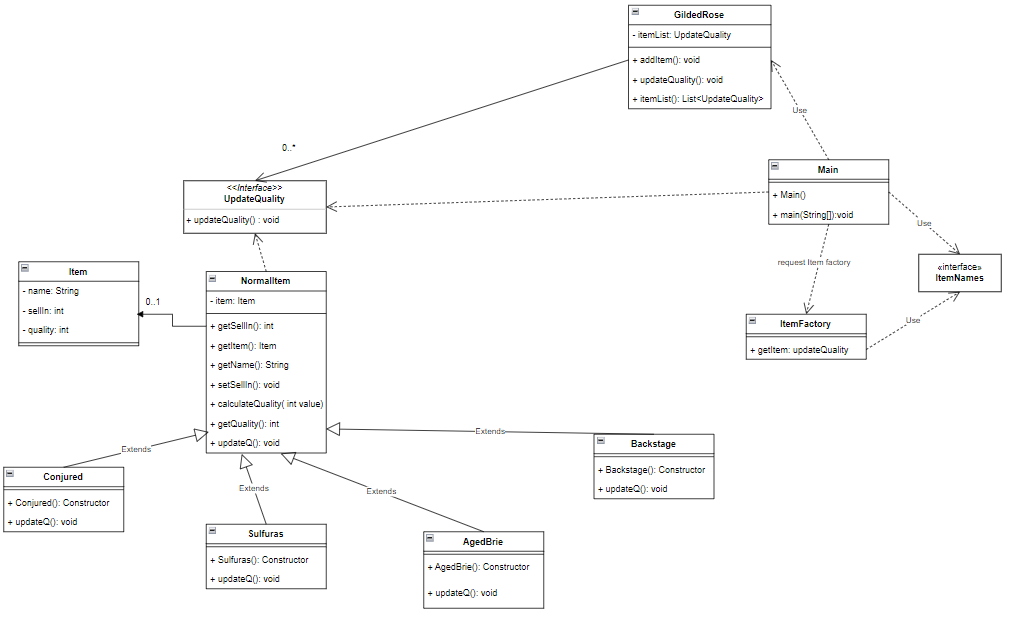 GildedRose
- itemList: UpdateQuality
+ addItem(): void
+ updateQuality(): void
+ itemList(): List<UpdateQuality>
Use
0..*
Main
+ Main()
+ main(String[]):void
<<Interface>>
UpdateQuality
+ updateQuality() : void
Use
request Item factory
«interface»
ItemNames
Item
- name: String
- sellIn: int
- quality: int
0..1
NormalItem
- item: Item
+ getSellIn(): int
+ getItem(): Item
+ getName(): String
+ setSellIn(): void
+ calculateQuality( int value)
+ getQuality(): int
+ updateQ(): void
ItemFactory
+ getItem: updateQuality
Use
Extends
Extends
Extends
Extends
Backstage
+ Backstage(): Constructor
+ updateQ(): void
Conjured
+ Conjured(): Constructor
+ updateQ(): void
Sulfuras
+ Sulfuras(): Constructor
+ updateQ(): void
AgedBrie
+ AgedBrie(): Constructor
+ updateQ(): void